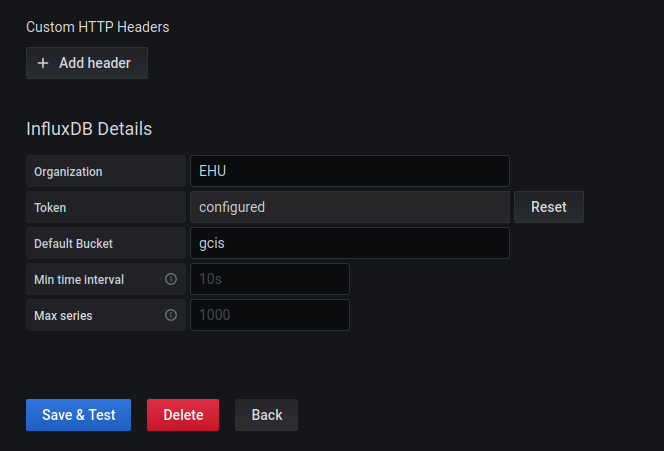 Custom HTTP Headers
+ Add header
InfluxDB Details
Organization EHU
Token configured Reset
Default Bucket gcis
Min time interval 10s
Max series 1000
Save & Test Delete Back